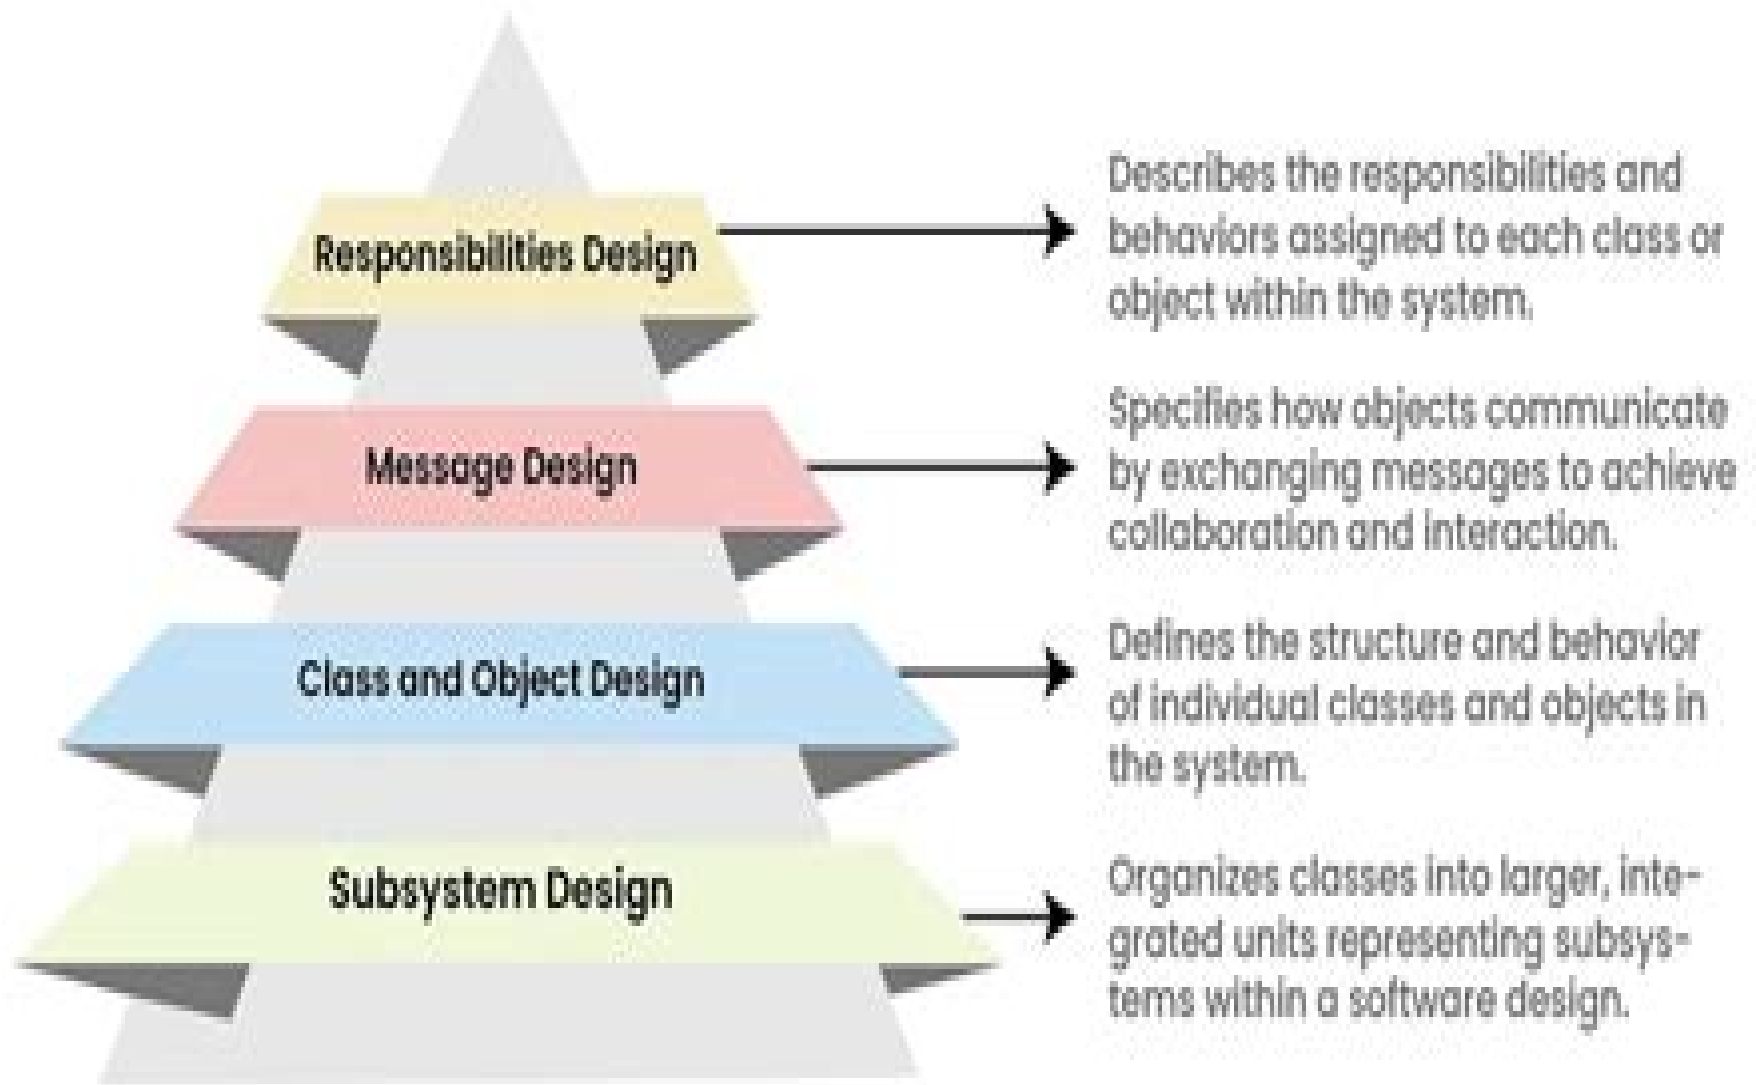 Responsibilities Design
Describes the responsibilities and
behaviors assigned to each class or
object within the system.
Message Design
Specifies how objects communicate
by exchanging messages to achieve
collaboration and interaction.
Class and Object Design
Defines the structure and behavior
of individual classes and objects in
the system.
Subsystem Design
Organizes classes into larger, inte-
grated units representing subsys-
tems within a software design.